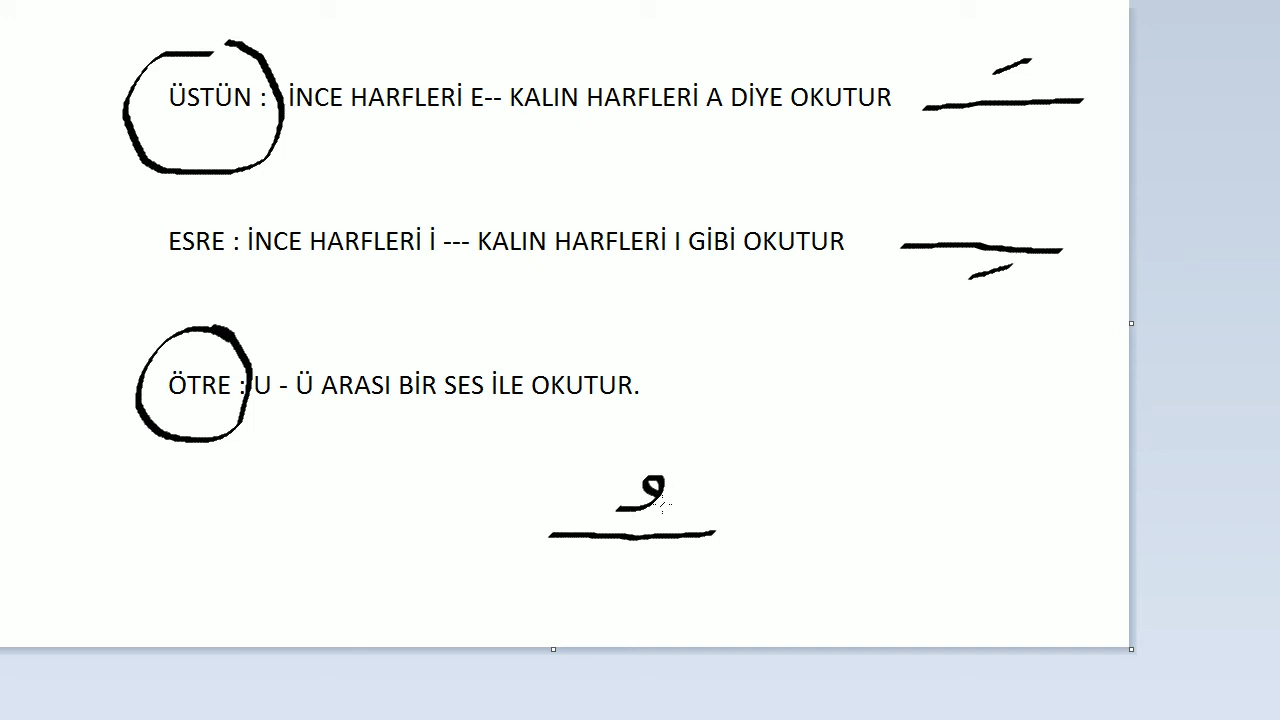 ÜSTÜN : İNCE HARFLERİ E-- KALIN HARFLERİ A DİYE OKUTUR
ESRE : İNCE HARFLERİ İ --- KALIN HARFLERİ I GİBİ OKUTUR
ÖTRE : U - Ü ARASI BİR SES İLE OKUTUR.